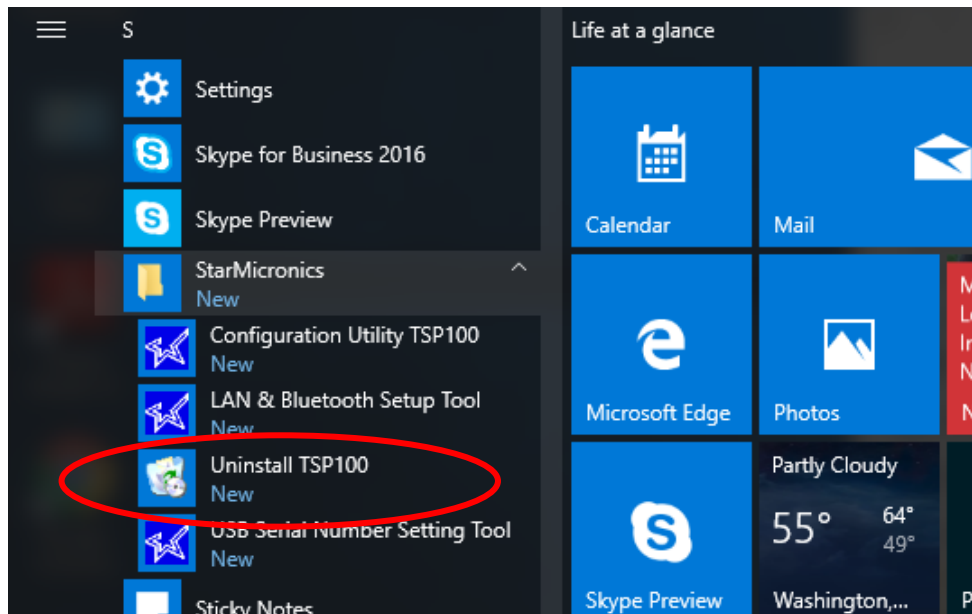 S
Settings
Skype for Business 2016
Skype Preview
StarMicronics
New
Configuration Utility TSP100
New
LAN & Bluetooth Setup Tool
New
Uninstall TSP100
New
USB Serial Number Setting Tool
New
Sticky Notes
Life at a glance
Calendar
Mail
Microsoft Edge
Photos
Skype Preview
Partly Cloudy
55°
64°
49°
Washington,...